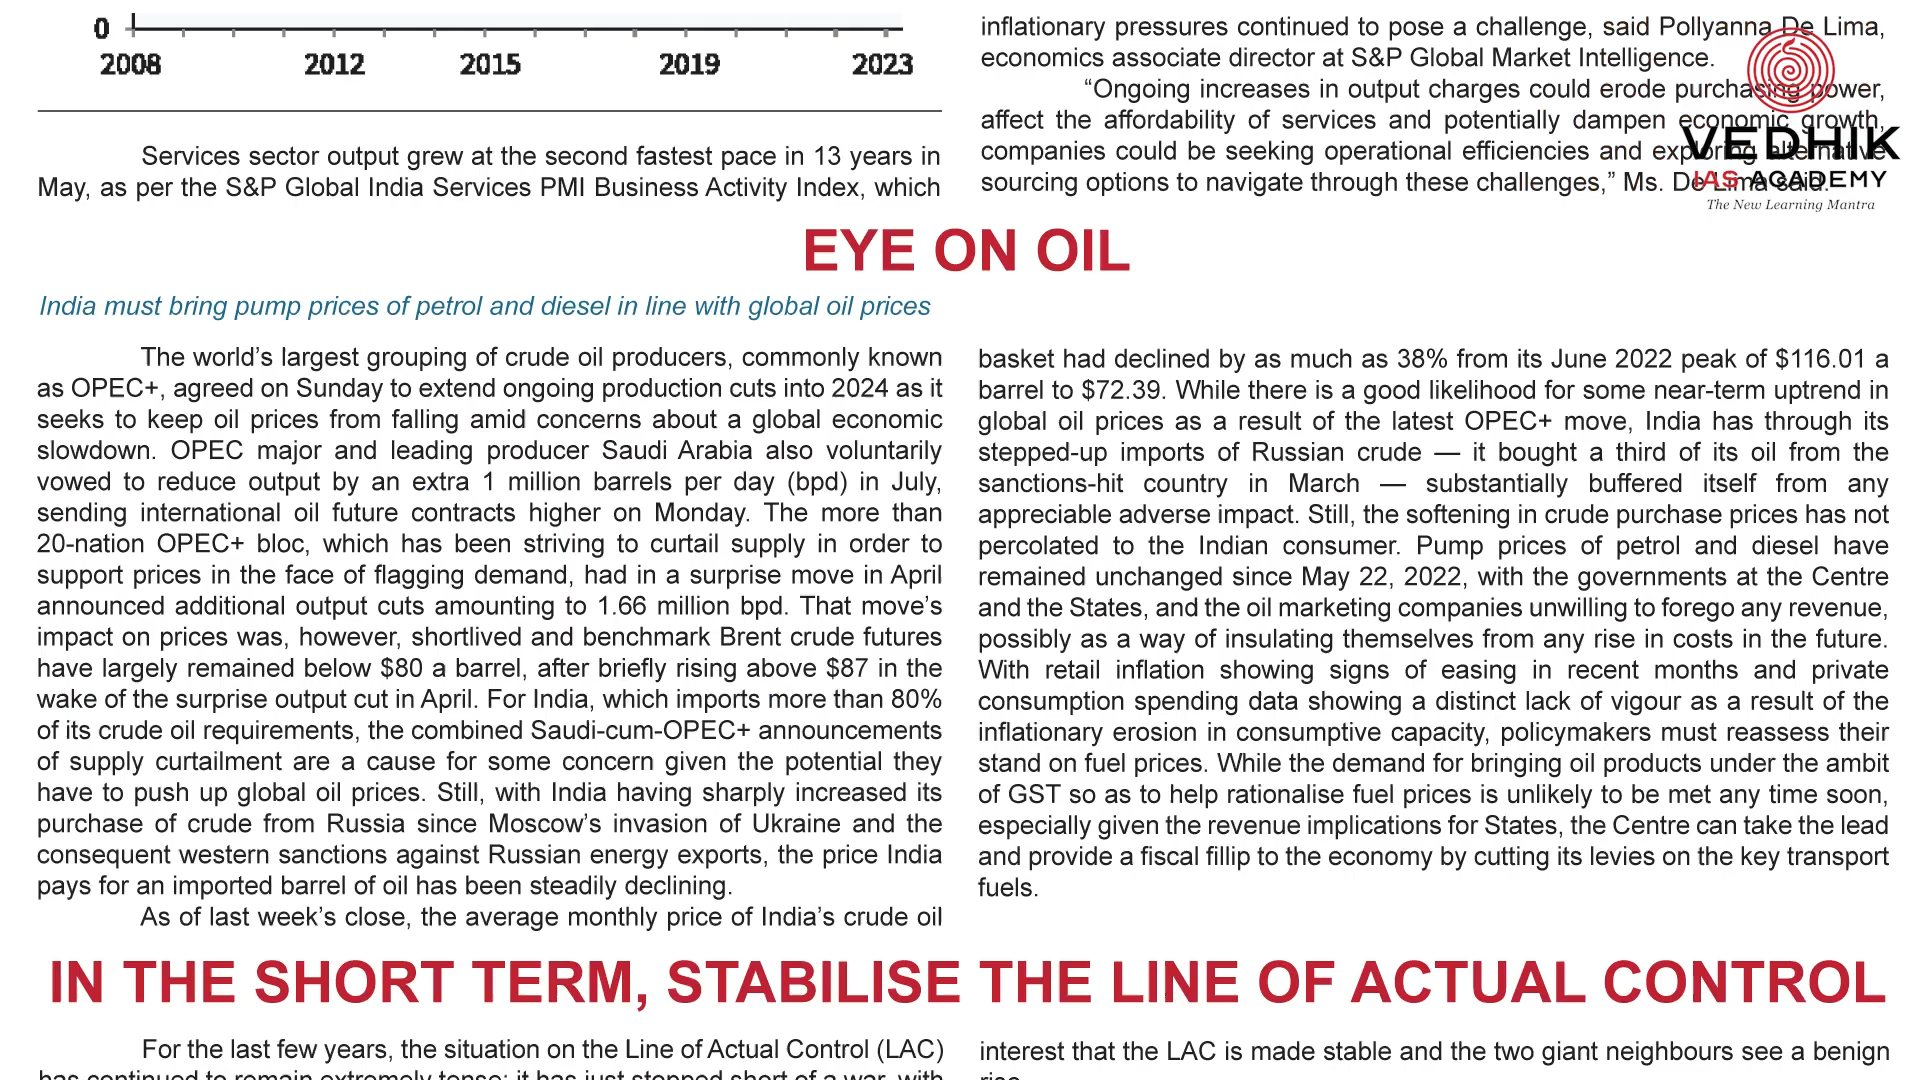 0
2008 2012 2015 2019 2023
Services sector output grew at the second fastest pace in 13 years in
May, as per the S&P Global India Services PMI Business Activity Index, which
inflationary pressures continued to pose a challenge, said Pollyanna De Lima,
economics associate director at S&P Global Market Intelligence.
“Ongoing increases in output charges could erode purchasing power,
affect the affordability of services and potentially dampen economic growth,
companies could be seeking operational efficiencies and exploring alternative
sourcing options to navigate through these challenges,” Ms. De Lima said.
VEDHIK
IAS ACADEMY
The New Learning Mantra
EYE ON OIL
India must bring pump prices of petrol and diesel in line with global oil prices
The world’s largest grouping of crude oil producers, commonly known
as OPEC+, agreed on Sunday to extend ongoing production cuts into 2024 as it
seeks to keep oil prices from falling amid concerns about a global economic
slowdown. OPEC major and leading producer Saudi Arabia also voluntarily
vowed to reduce output by an extra 1 million barrels per day (bpd) in July,
sending international oil future contracts higher on Monday. The more than
20-nation OPEC+ bloc, which has been striving to curtail supply in order to
support prices in the face of flagging demand, had in a surprise move in April
announced additional output cuts amounting to 1.66 million bpd. That move’s
impact on prices was, however, shortlived and benchmark Brent crude futures
have largely remained below $80 a barrel, after briefly rising above $87 in the
wake of the surprise output cut in April. For India, which imports more than 80%
of its crude oil requirements, the combined Saudi-cum-OPEC+ announcements
of supply curtailment are a cause for some concern given the potential they
have to push up global oil prices. Still, with India having sharply increased its
purchase of crude from Russia since Moscow’s invasion of Ukraine and the
consequent western sanctions against Russian energy exports, the price India
pays for an imported barrel of oil has been steadily declining.
As of last week’s close, the average monthly price of India’s crude oil
basket had declined by as much as 38% from its June 2022 peak of $116.01 a
barrel to $72.39. While there is a good likelihood for some near-term uptrend in
global oil prices as a result of the latest OPEC+ move, India has through its
stepped-up imports of Russian crude — it bought a third of its oil from the
sanctions-hit country in March — substantially buffered itself from any
appreciable adverse impact. Still, the softening in crude purchase prices has not
percolated to the Indian consumer. Pump prices of petrol and diesel have
remained unchanged since May 22, 2022, with the governments at the Centre
and the States, and the oil marketing companies unwilling to forego any revenue,
possibly as a way of insulating themselves from any rise in costs in the future.
With retail inflation showing signs of easing in recent months and private
consumption spending data showing a distinct lack of vigour as a result of the
inflationary erosion in consumptive capacity, policymakers must reassess their
stand on fuel prices. While the demand for bringing oil products under the ambit
of GST so as to help rationalise fuel prices is unlikely to be met any time soon,
especially given the revenue implications for States, the Centre can take the lead
and provide a fiscal fillip to the economy by cutting its levies on the key transport
fuels.
IN THE SHORT TERM, STABILISE THE LINE OF ACTUAL CONTROL
For the last few years, the situation on the Line of Actual Control (LAC)
has continued to remain extremely tense; it has just stopped short of a war, with
interest that the LAC is made stable and the two giant neighbours see a benign
rise.